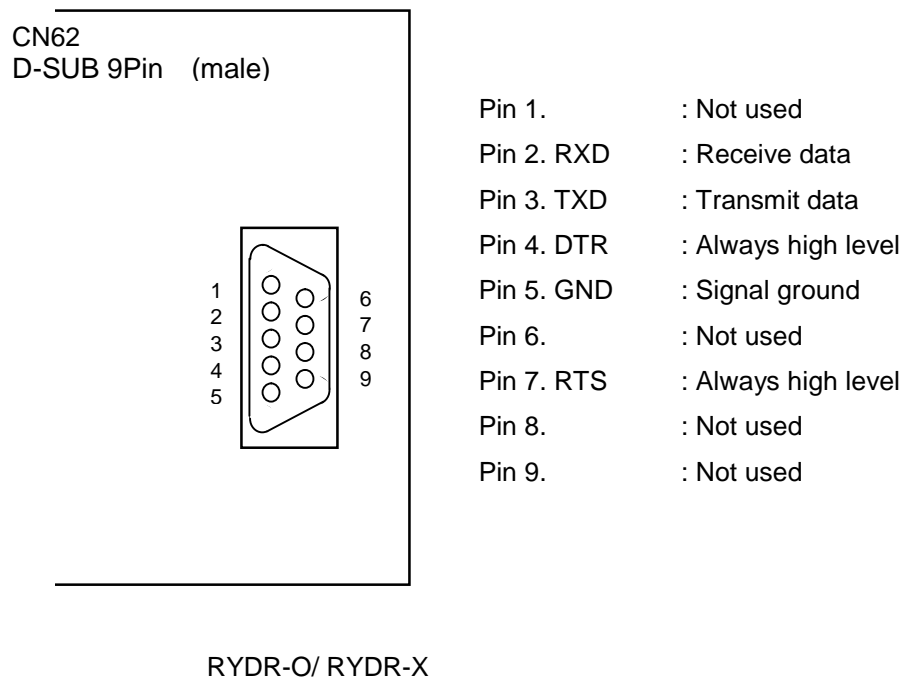 CN62
D-SUB 9Pin (male)
Pin 1. : Not used
Pin 2. RXD : Receive data
Pin 3. TXD : Transmit data
Pin 4. DTR : Always high level
Pin 5. GND : Signal ground
Pin 6. : Not used
Pin 7. RTS : Always high level
Pin 8. : Not used
Pin 9. : Not used
1
2
3
4
5
6
7
8
9
RYDR-O/ RYDR-X